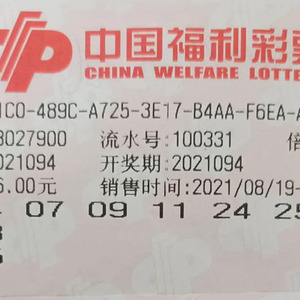 中国福利彩票
CHINA WELFARE LOTTE
1C0-489C-A725-3E17-B4AA-F6EA-A
8027900 流水号:100331 倍
2021094 开奖期:2021094
6.00元 销售时间:2021/08/19-
07 09 11 24 25